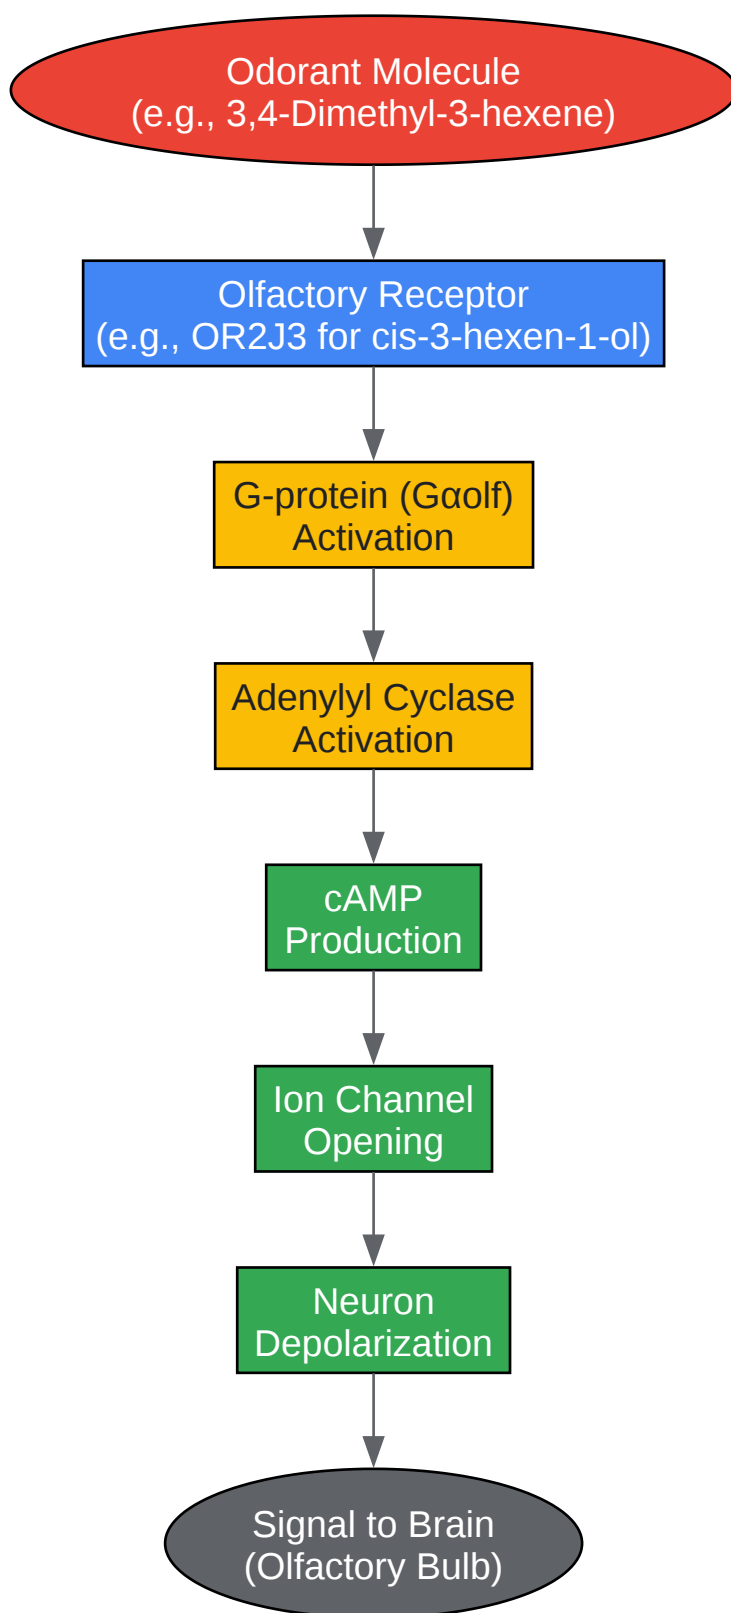 Odorant Molecule
(e.g., 3,4-Dimethyl-3-hexene)
Olfactory Receptor
(e.g., OR2J3 for cis-3-hexen-1-ol)
G-protein (Gαolf)
Activation
Adenylyl Cyclase
Activation
cAMP
Production
Ion Channel
Opening
Neuron
Depolarization
Signal to Brain
(Olfactory Bulb)